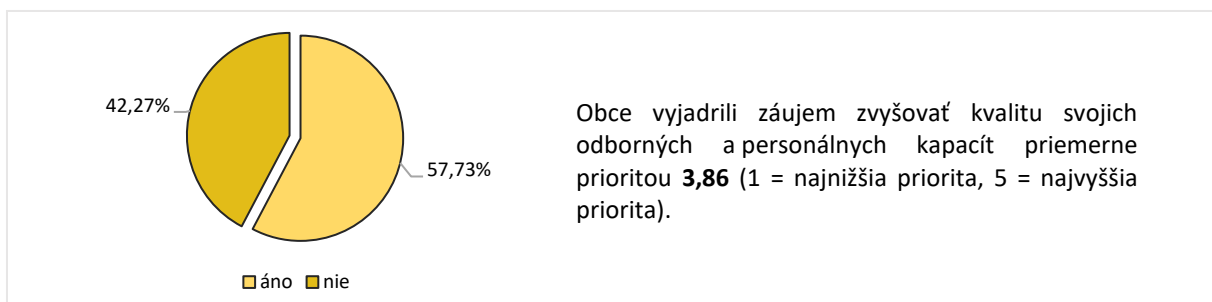 42,27%
57,73%
áno nie
Obce vyjadrili záujem zvyšovať kvalitu svojich
odborných a personálnych kapacít priemerne
prioritou 3,86 (1 = najnižšia priorita, 5 = najvyššia
priorita).